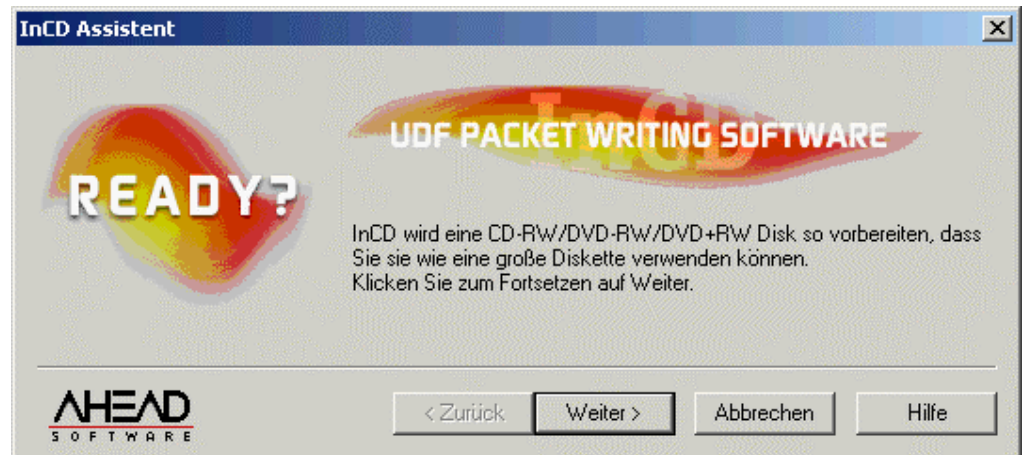 InCD Assistent
InCD
UDF PACKET WRITING SOFTWARE
READY?
InCD wird eine CD-RW/DVD-RW/DVD+RW Disk so vorbereiten, dass
Sie sie wie eine große Diskette verwenden können.
Klicken Sie zum Fortsetzen auf Weiter.
AHEAD
SOFTWARE
< Zurück
Weiter >
Abbrechen
Hilfe